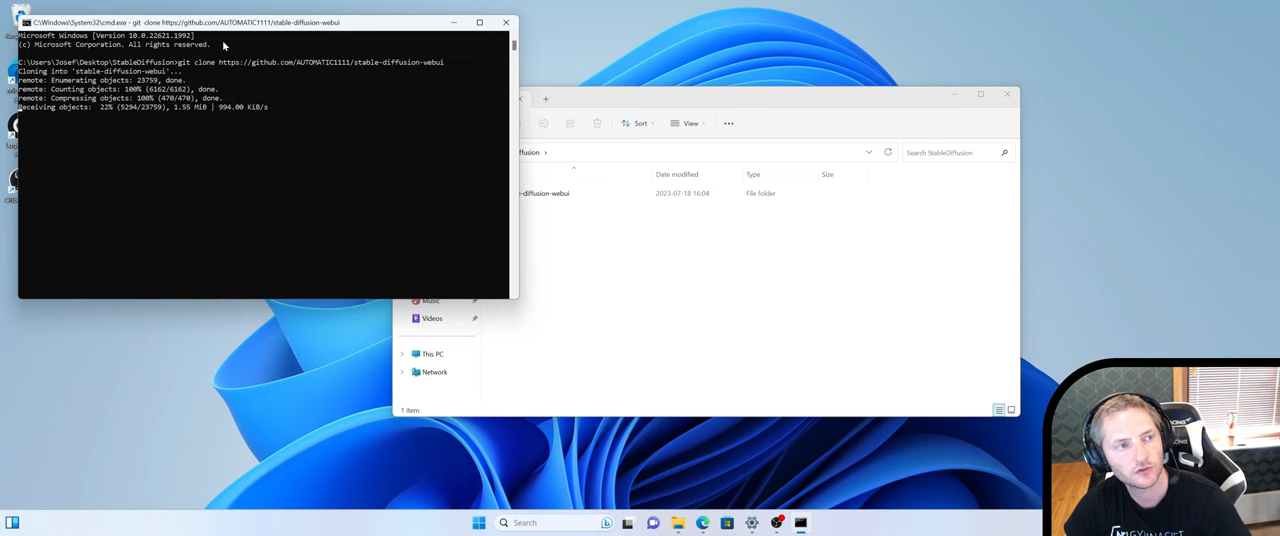 C:\Windows\System32\cmd.exe - git clone https://github.com/AUTOMATIC1111/stable-diffusion-webui
Microsoft Windows [Version 10.0.22621.1992]
(c) Microsoft Corporation. All rights reserved.
C:\Users\Josef\Desktop\StableDiffusion>git clone https://github.com/AUTOMATIC1111/stable-diffusion-webui
Cloning into 'stable-diffusion-webui'...
remote: Enumerating objects: 23759, done.
remote: Counting objects: 100% (6162/6162), done.
remote: Compressing objects: 100% (470/470), done.
Receiving objects: 22% (5294/23759), 1.55 MiB | 994.00 KiB/s
Sort
View
Search StableDiffusion
Date modified
Type
Size
-diffusion-webui
2023-07-18 16:04
File folder
Music
Videos
This PC
Network
1 item
Search